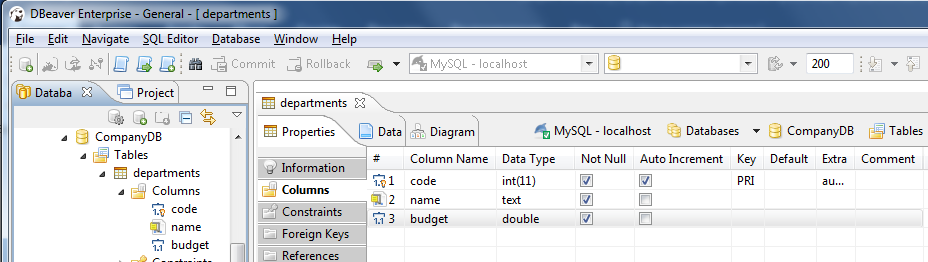 DBeaver Enterprise - General - [ departments ]
File Edit Navigate SQL Editor Database Window Help
Commit Rollback MySQL - localhost 200
Databa Project
CompanyDB
Tables
departments
Columns
code
name
budget
departments
Properties Data Diagram MySQL - localhost Databases CompanyDB Tables
Information
Columns
Constraints
Foreign Keys
References
# Column Name Data Type Not Null Auto Increment Key Default Extra Comment
1 code int(11) PRI au...
2 name text
3 budget double